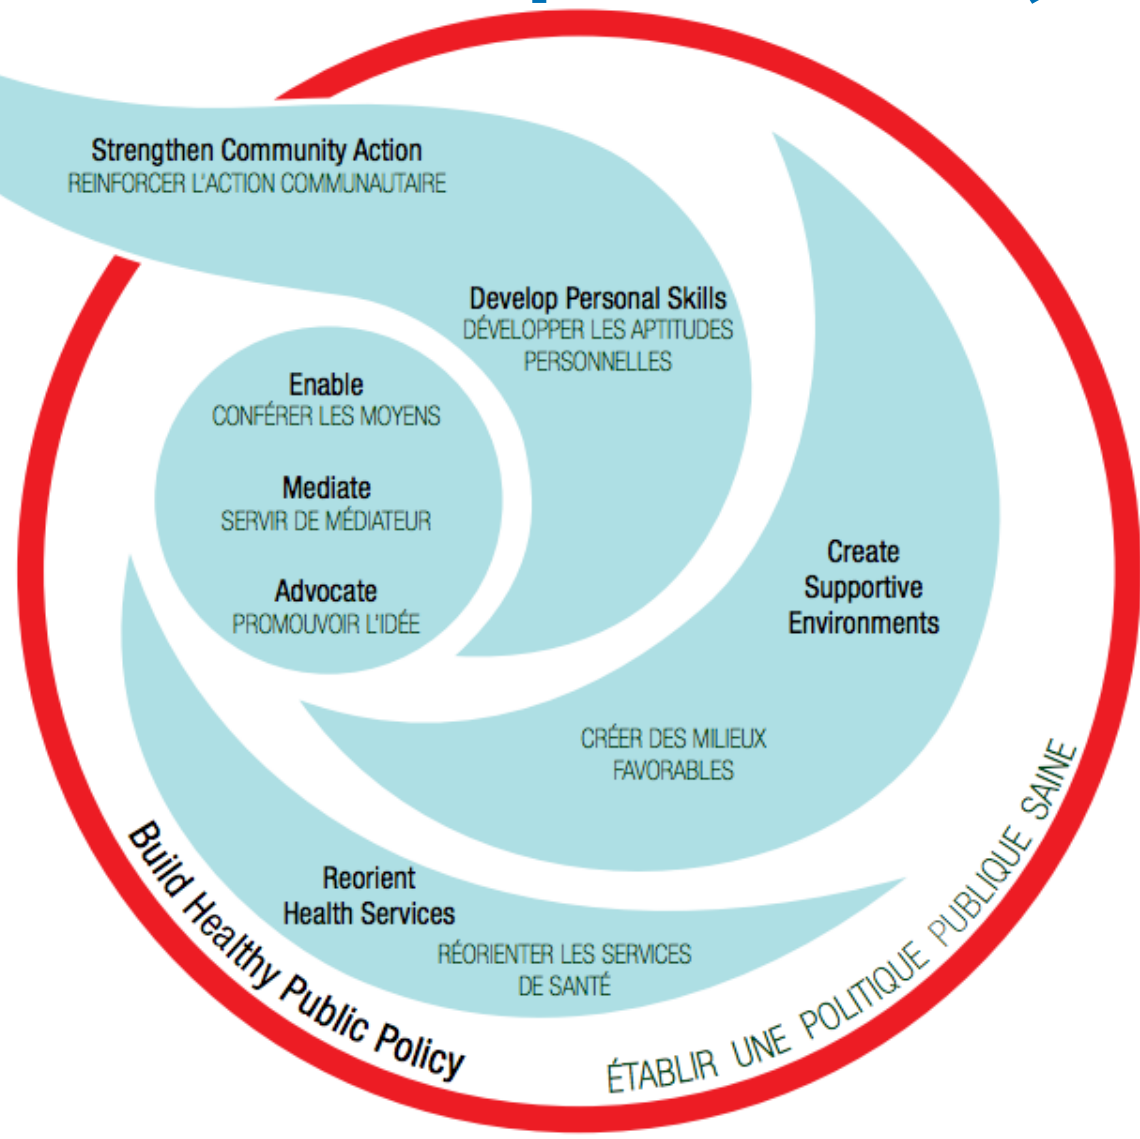 Strengthen Community Action
REINFORCER L'ACTION COMMUNAUTAIRE
Develop Personal Skills
DÉVELOPPER LES APTITUDES
PERSONNELLES
Enable
CONFÉRER LES MOYENS
Mediate
SERVIR DE MÉDIATEUR
Advocate
PROMOUVOIR L'IDÉE
Create
Supportive
Environments
CRÉER DES MILIEUX
FAVORABLES
Reorient
Health Services
RÉORIENTER LES SERVICES
DE SANTÉ
Build Healthy Public Policy
ÉTABLIR UNE POLITIQUE PUBLIQUE SAINE